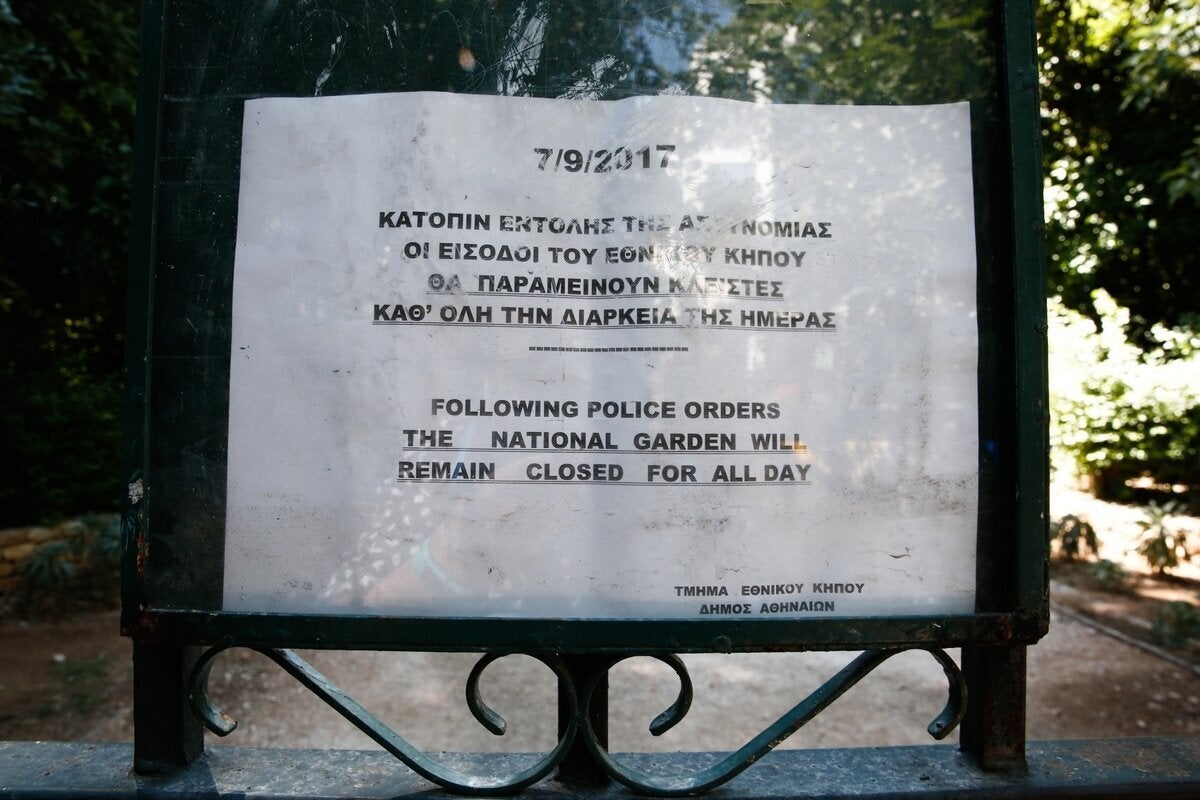 7/9/2017
ΚΑΤΟΠΙΝ ΕΝΤΟΛΗΣ ΤΗΣ ΑΣΤΥΝΟΜΙΑΣ
ΟΙ ΕΙΣΟΔΟΙ ΤΟΥ ΕΘΝΙΚΟΥ ΚΗΠΟΥ
ΘΑ ΠΑΡΑΜΕΙΝΟΥΝ ΚΛΕΙΣΤΕΣ
ΚΑΘ’ ΟΛΗ ΤΗΝ ΔΙΑΡΚΕΙΑ ΤΗΣ ΗΜΕΡΑΣ
FOLLOWING POLICE ORDERS
THE NATIONAL GARDEN WILL
REMAIN CLOSED FOR ALL DAY
ΤΜΗΜΑ ΕΘΝΙΚΟΥ ΚΗΠΟΥ
ΔΗΜΟΣ ΑΘΗΝΑΙΩΝ